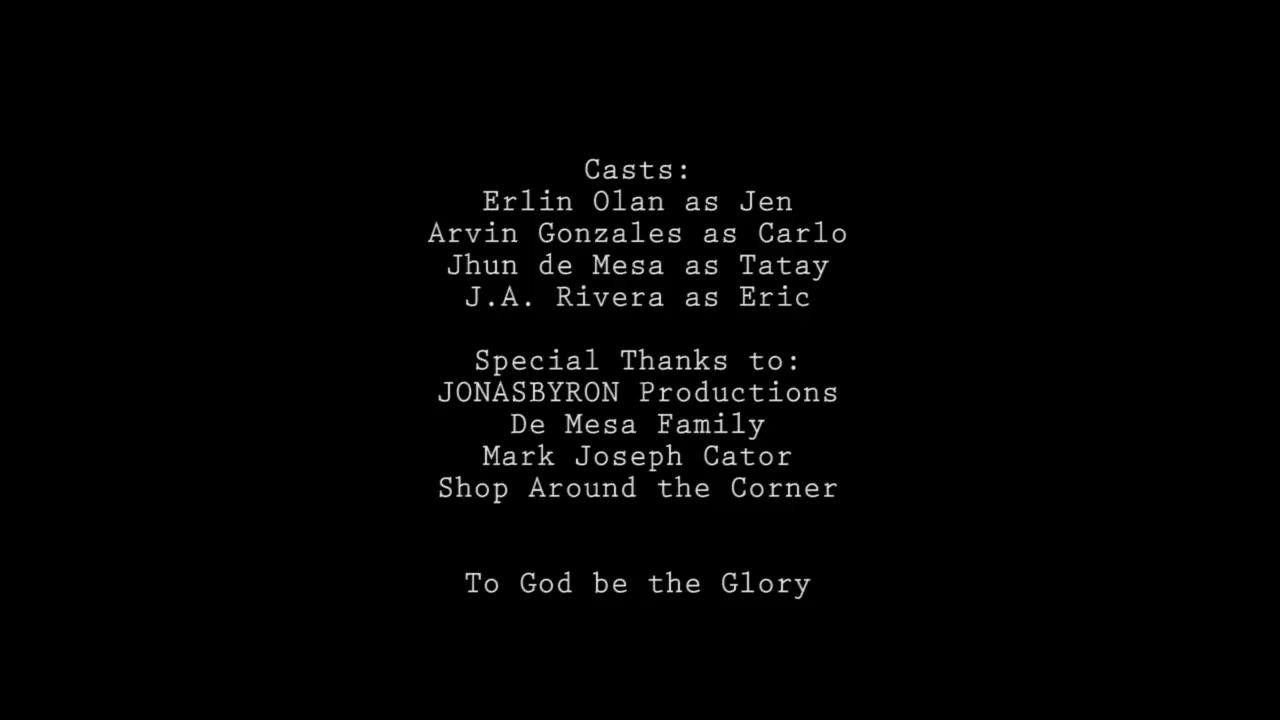 Casts:
Erlin Olan as Jen
Arvin Gonzales as Carlo
Jhun de Mesa as Tatay
J.A. Rivera as Eric
Special Thanks to:
JONASBYRON Productions
De Mesa Family
Mark Joseph Cator
Shop Around the Corner
To God be the Glory